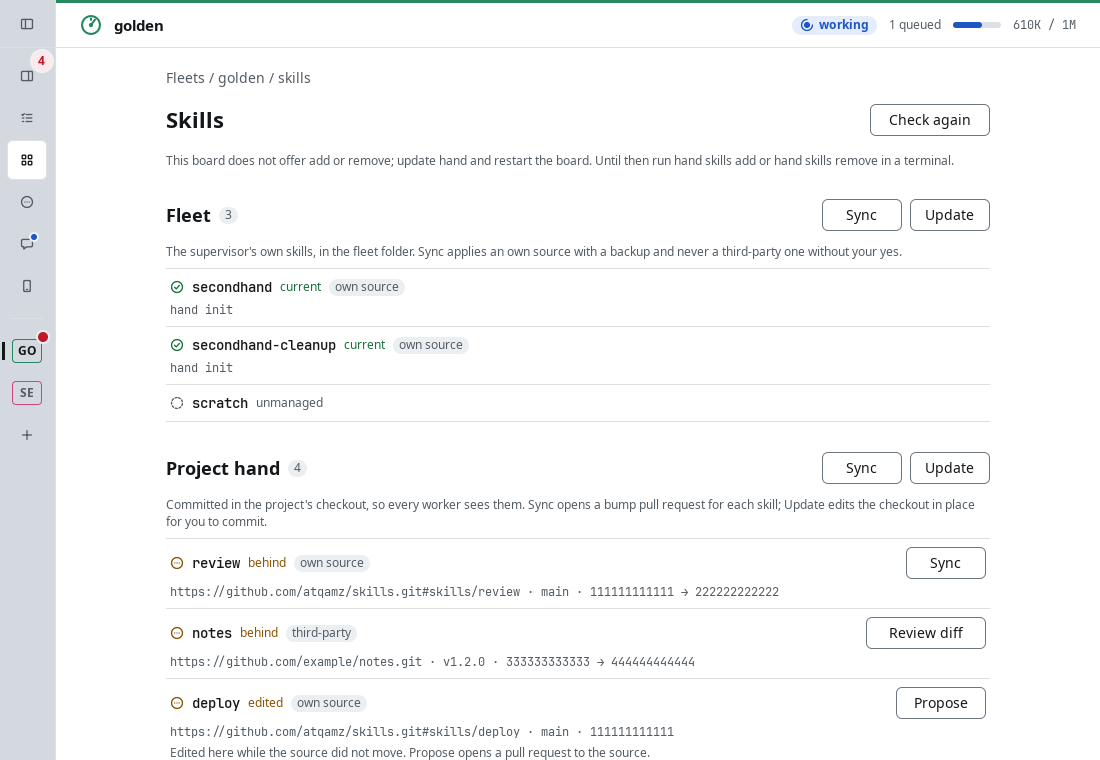 golden
working
1 queued
610K / 1M
4
Fleets / golden / skills
Skills
Check again
This board does not offer add or remove; update hand and restart the board. Until then run hand skills add or hand skills remove in a terminal.
Fleet 3
Sync
Update
The supervisor's own skills, in the fleet folder. Sync applies an own source with a backup and never a third-party one without your yes.
secondhand current own source
hand init
secondhand-cleanup current own source
hand init
scratch unmanaged
GO
SE
Project hand 4
Sync
Update
Committed in the project's checkout, so every worker sees them. Sync opens a bump pull request for each skill; Update edits the checkout in place
for you to commit.
review behind own source
Sync
https://github.com/atqamz/skills.git#skills/review · main · 111111111111 → 222222222222
notes behind third-party
Review diff
https://github.com/example/notes.git · v1.2.0 · 333333333333 → 444444444444
deploy edited own source
Propose
https://github.com/atqamz/skills.git#skills/deploy · main · 111111111111
Edited here while the source did not move. Propose opens a pull request to the source.